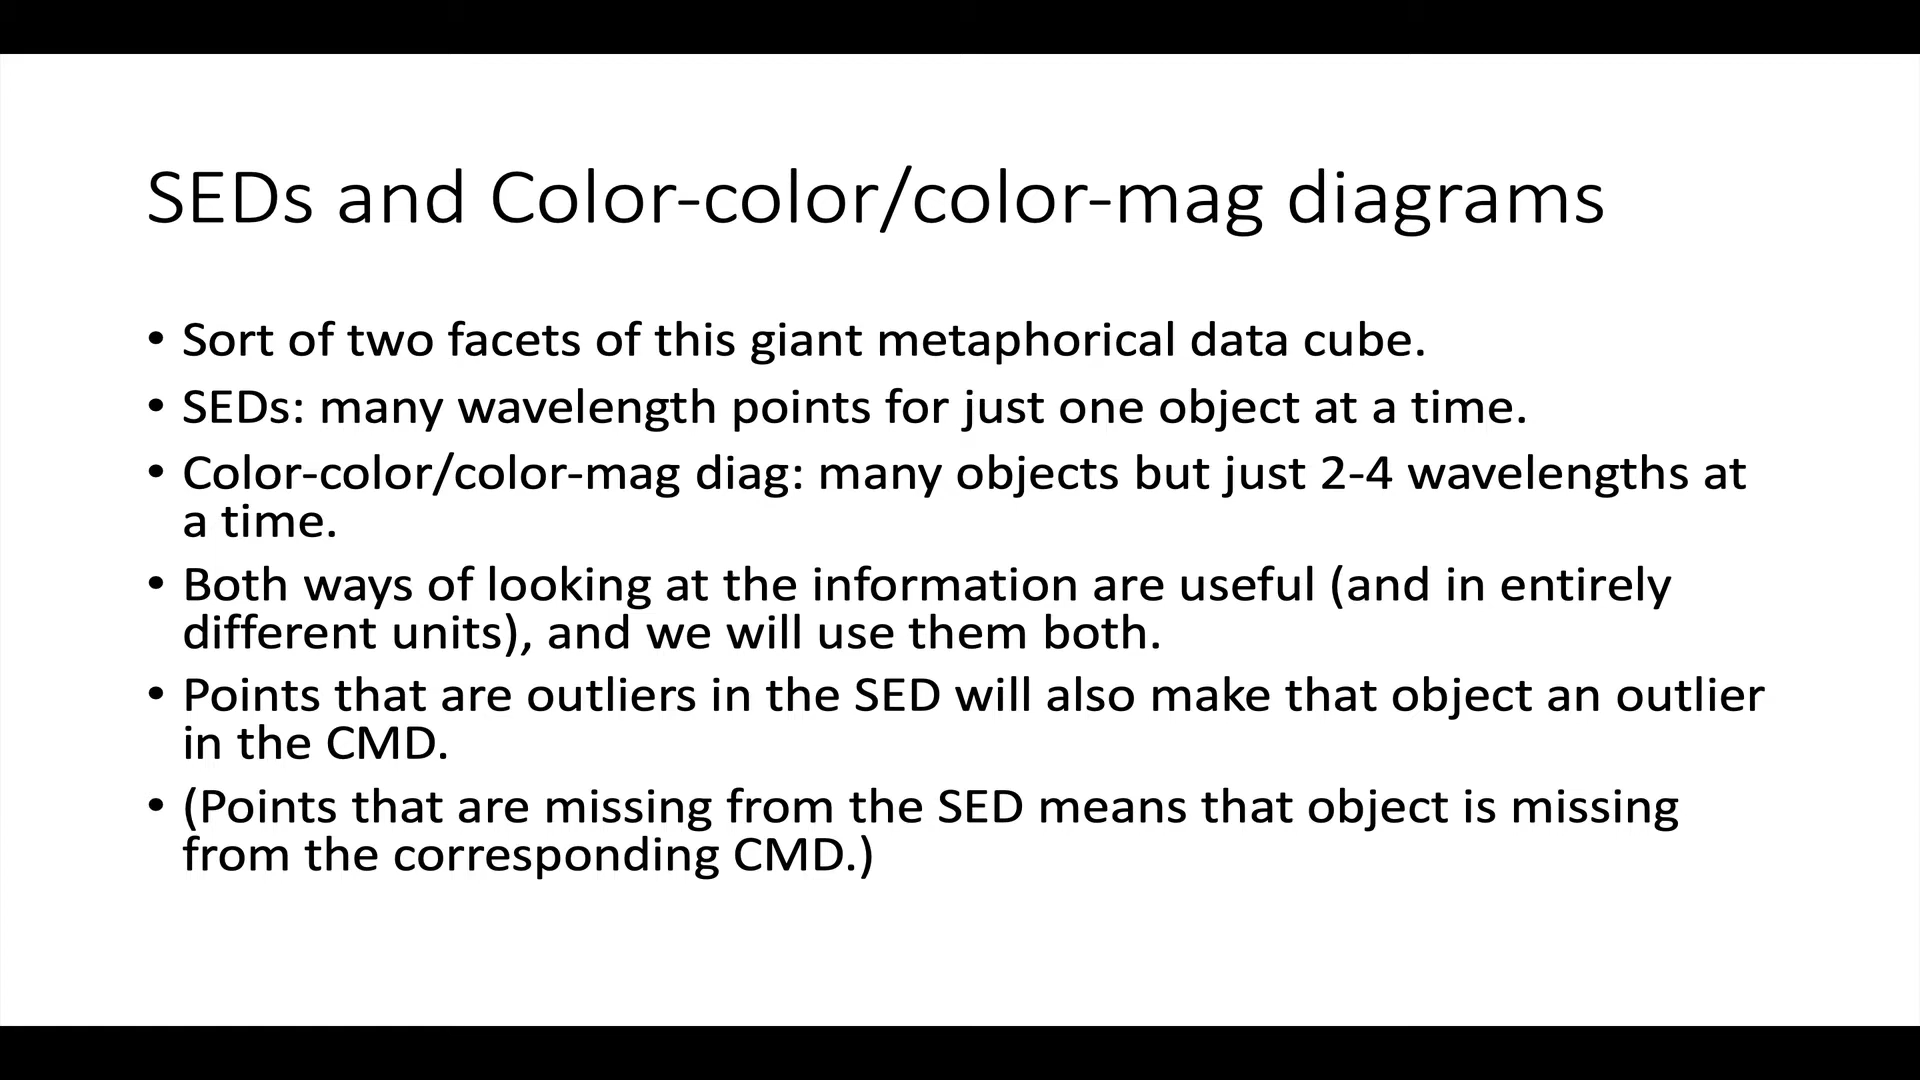 SEDs and Color-color/color-mag diagrams
• Sort of two facets of this giant metaphorical data cube.
• SEDs: many wavelength points for just one object at a time.
• Color-color/color-mag diag: many objects but just 2-4 wavelengths at
a time.
• Both ways of looking at the information are useful (and in entirely
different units), and we will use them both.
• Points that are outliers in the SED will also make that object an outlier
in the CMD.
• (Points that are missing from the SED means that object is missing
from the corresponding CMD.)